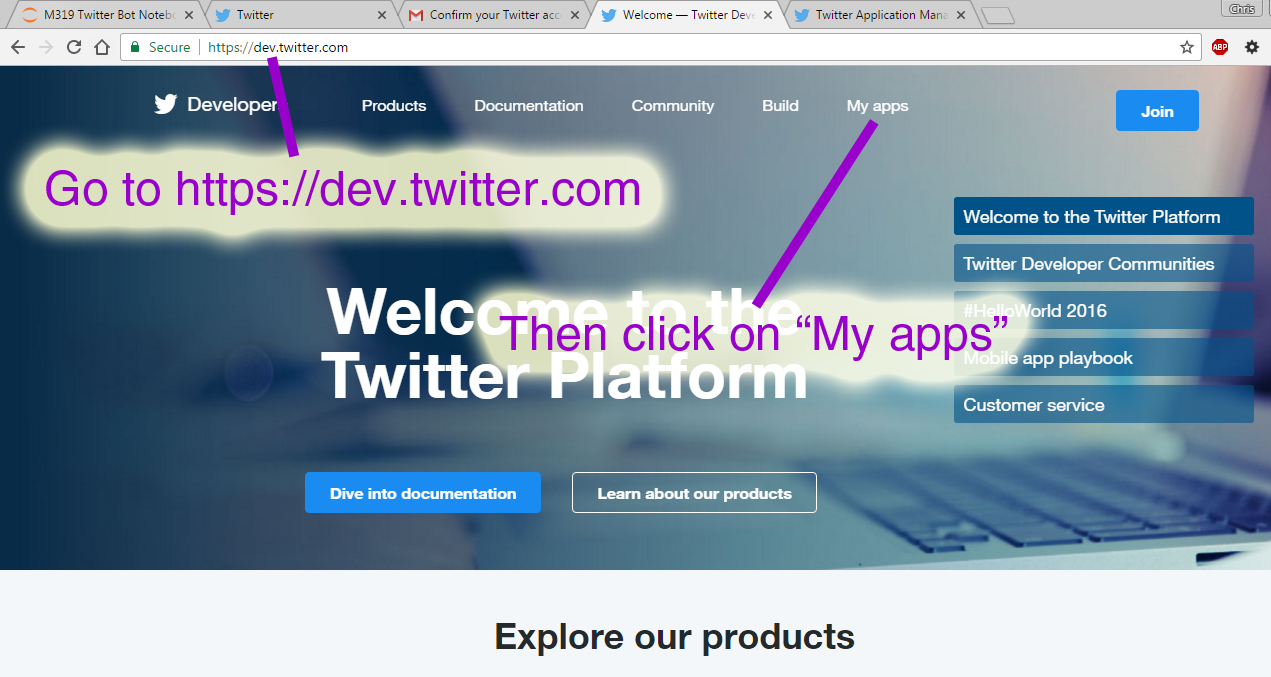 M319 Twitter Bot Noteb
Twitter
Confirm your Twitter acc
Welcome — Twitter Deve
Twitter Application Mana
Chris
Secure
https://dev.twitter.com
ABP
Developer
Products
Documentation
Community
Build
My apps
Join
Go to https://dev.twitter.com
Welcome to the Twitter Platform
Twitter Developer Communities
#HelloWorld 2016
Mobile app playbook
Customer service
Welcome to the
Twitter Platform
Then click on “My apps”
Dive into documentation
Learn about our products
Explore our products